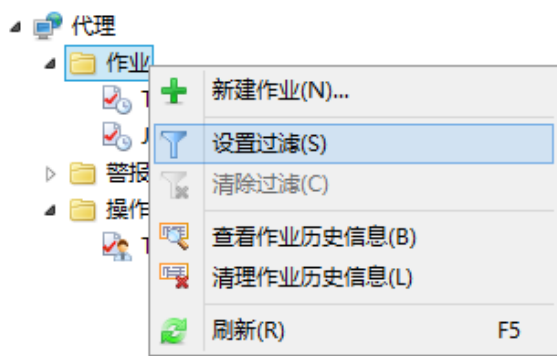 代理
作业
新建作业(N)...
设置过滤(S)
清除过滤(C)
警报
查看作业历史信息(B)
操作
清理作业历史信息(L)
刷新(R) F5